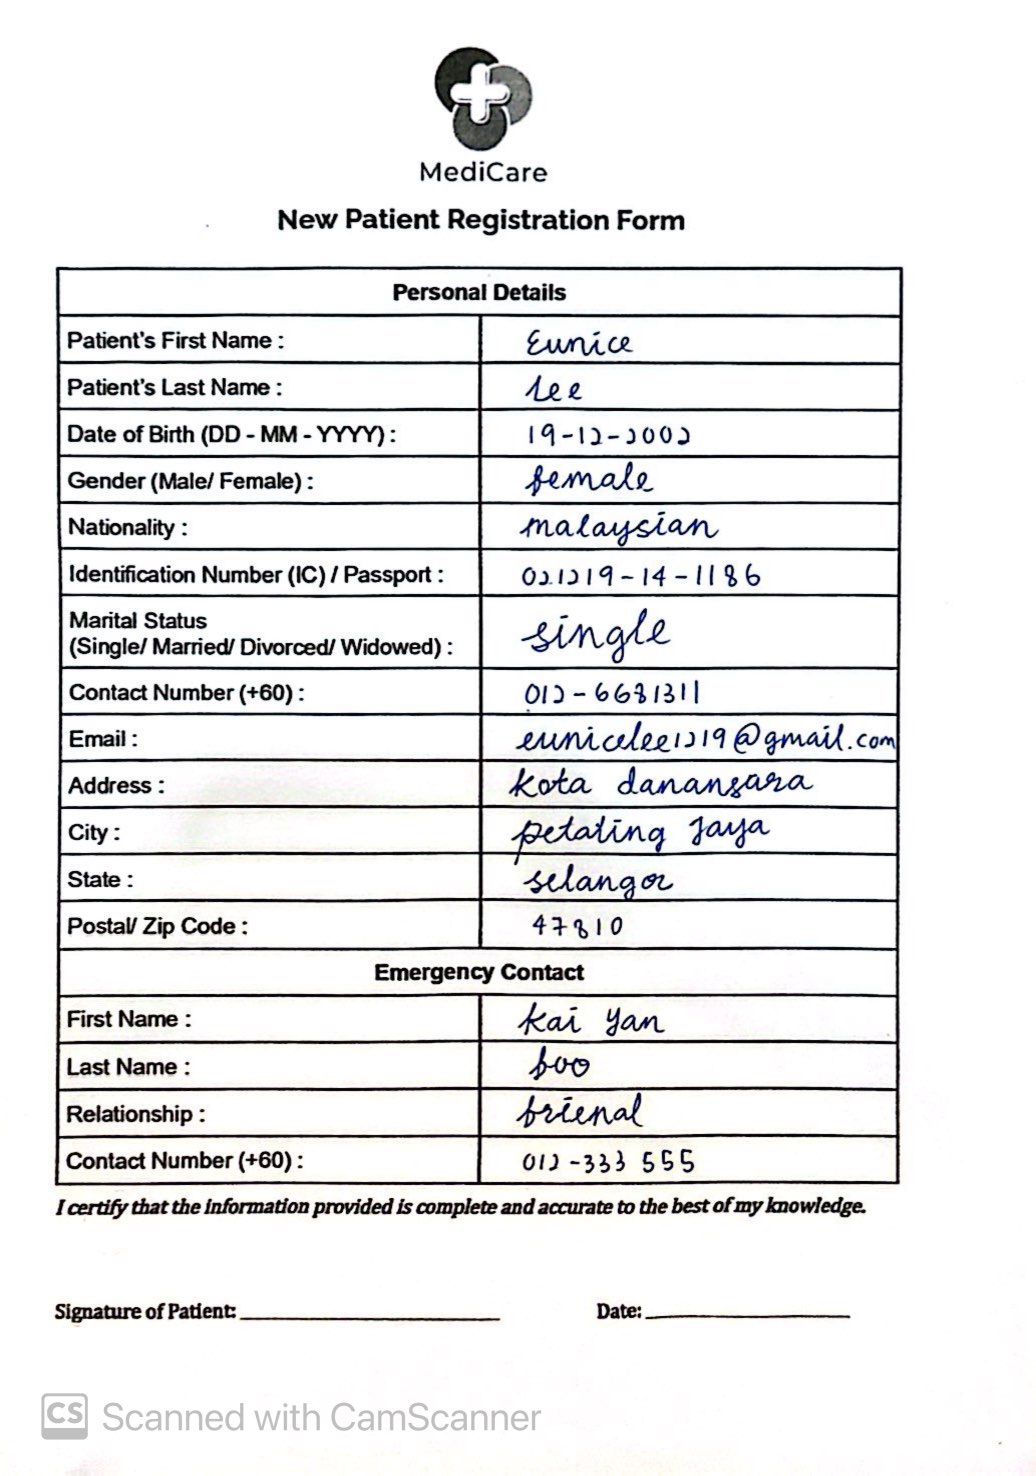 MediCare
New Patient Registration Form
Personal Details
Patient's First Name : Eunice
Patient's Last Name : Lee
Date of Birth (DD - MM - YYYY) : 19-12-2002
Gender (Male/ Female) : female
Nationality : malaysian
Identification Number (IC) / Passport : 021219-14-1186
Marital Status
(Single/ Married/ Divorced/ Widowed) : single
Contact Number (+60) : 012-6681311
Email : eunicelee1219@gmail.com
Address : kota danansara
City : petaling Jaya
State : selangor
Postal/ Zip Code : 47810
Emergency Contact
First Name : kai yan
Last Name : foo
Relationship : friend
Contact Number (+60) : 012-333 555
I certify that the information provided is complete and accurate to the best of my knowledge.
Signature of Patient: Date:
CS Scanned with CamScanner